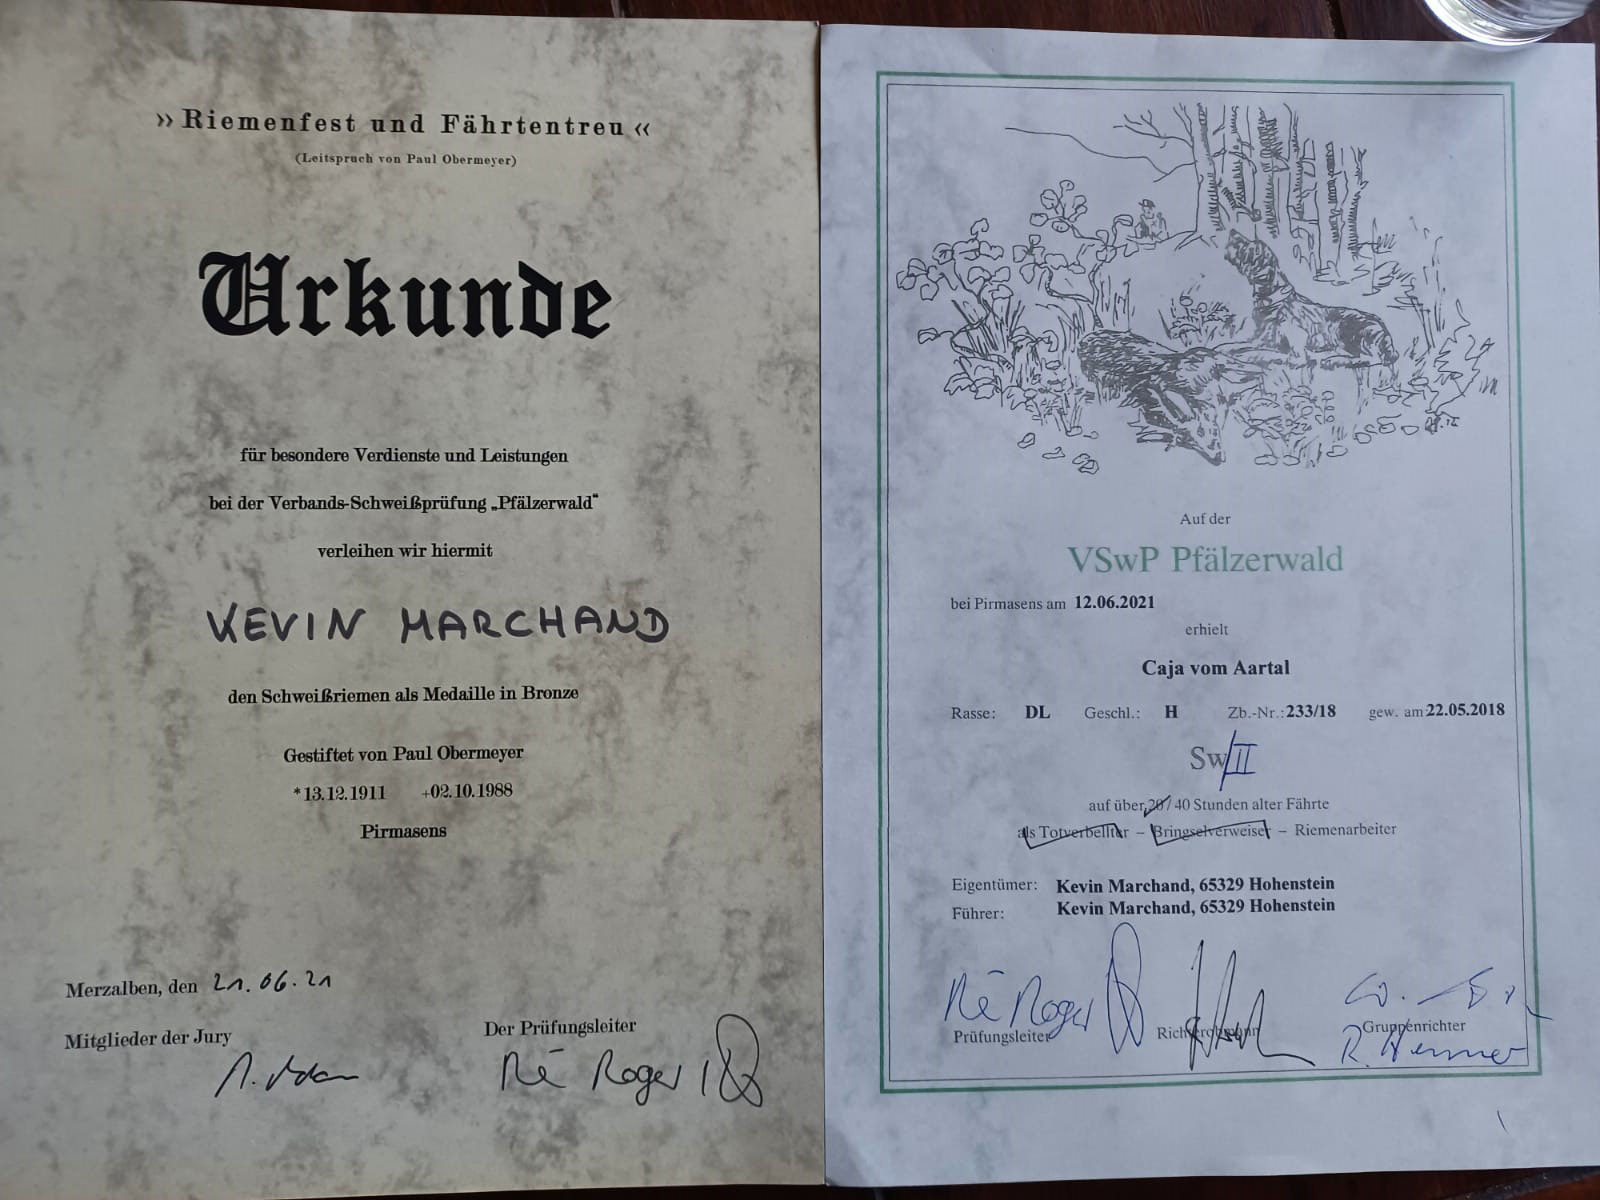 »Riemenfest und Fährtentreu«
(Leitspruch von Paul Obermeyer)
Urkunde
für besondere Verdienste und Leistungen
bei der Verbands-Schweißprüfung „Pfälzerwald“
verleihen wir hiermit
KEVIN MARCHAND
den Schweißriemen als Medaille in Bronze
Gestiftet von Paul Obermeyer
*13.12.1911 +02.10.1988
Pirmasens
Merzalben, den 21.06.21
Mitglieder der Jury
Der Prüfungsleiter
Roger
Auf der
VSwP Pfälzerwald
bei Pirmasens am 12.06.2021
erhielt
Caja vom Aartal
Rasse: DL Geschl.: H Zb.-Nr.: 233/18 gew. am 22.05.2018
Sw/II
auf über 20/ 40 Stunden alter Fährte
als Totverbeller – Bringselverweiser – Riemenarbeiter
Eigentümer: Kevin Marchand, 65329 Hohenstein
Führer: Kevin Marchand, 65329 Hohenstein
Roger
Prüfungsleiter Richterobmann Gruppenrichter